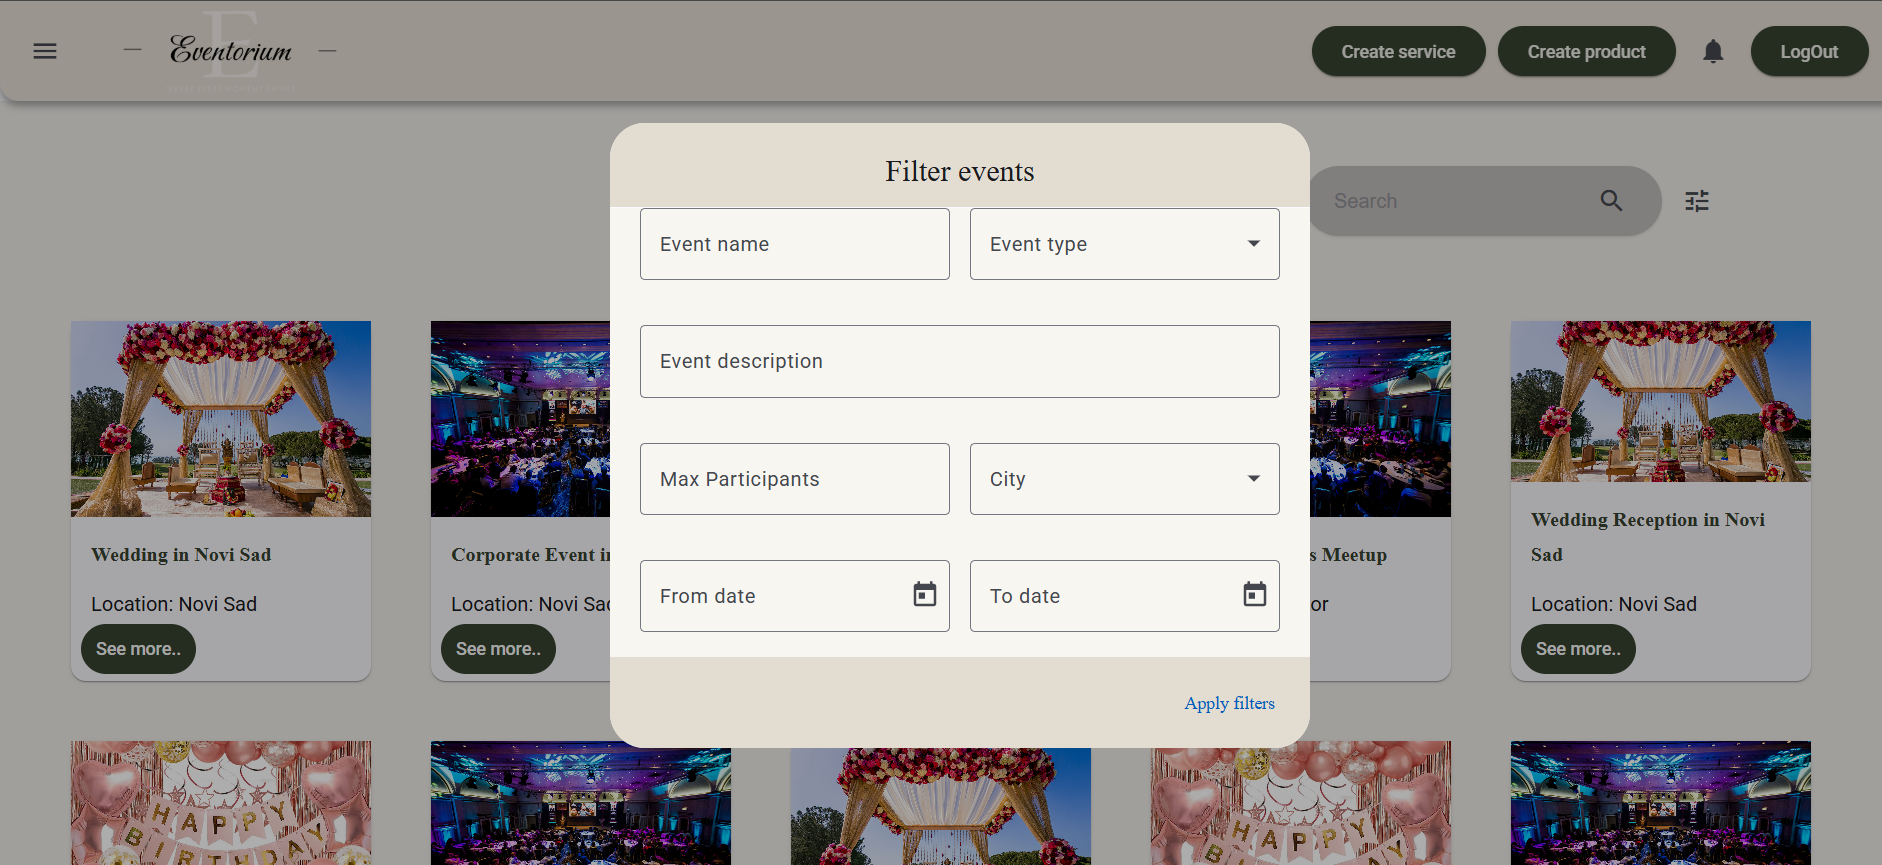 Eventorium
Create service
Create product
LogOut
Filter events
Search
Event name
Event type
Event description
Max Participants
City
From date
To date
Apply filters
Wedding in Novi Sad
Location: Novi Sad
See more..
Corporate Event in
Location: Novi Sad
See more..
s Meetup
or
Wedding Reception in Novi
Sad
Location: Novi Sad
See more..
HAPPY
BIRTHDAY
HAPPY